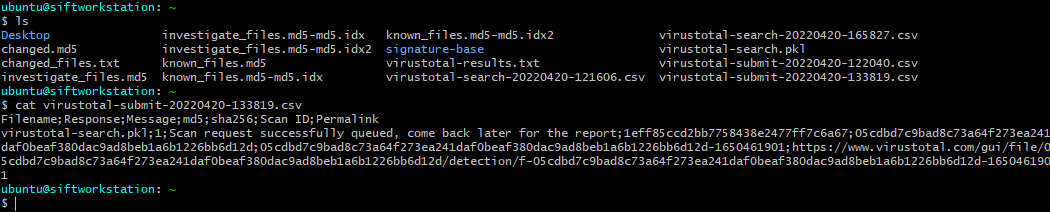 ubuntu@siftworkstation: ~
$ ls
Desktop investigate_files.md5-md5.idx known_files.md5-md5.idx2 virustotal-search-20220420-165827.csv
changed.md5 investigate_files.md5-md5.idx2 signature-base virustotal-search.pkl
changed_files.txt known_files.md5 virustotal-results.txt virustotal-submit-20220420-122040.csv
investigate_files.md5 known_files.md5-md5.idx virustotal-search-20220420-121606.csv virustotal-submit-20220420-133819.csv
ubuntu@siftworkstation: ~
$ cat virustotal-submit-20220420-133819.csv
Filename;Response;Message;md5;sha256;Scan ID;Permalink
virustotal-search.pkl;1;Scan request successfully queued, come back later for the report;1eff85ccd2bb7758438e2477ff7c6a67;05cdbd7c9bad8c73a64f273ea241
daf0beaf380dac9ad8beb1a6b1226bb6d12d;05cdbd7c9bad8c73a64f273ea241daf0beaf380dac9ad8beb1a6b1226bb6d12d-1650461901;https://www.virustotal.com/gui/file/0
5cdbd7c9bad8c73a64f273ea241daf0beaf380dac9ad8beb1a6b1226bb6d12d/detection/f-05cdbd7c9bad8c73a64f273ea241daf0beaf380dac9ad8beb1a6b1226bb6d12d-165046190
1
ubuntu@siftworkstation: ~
$